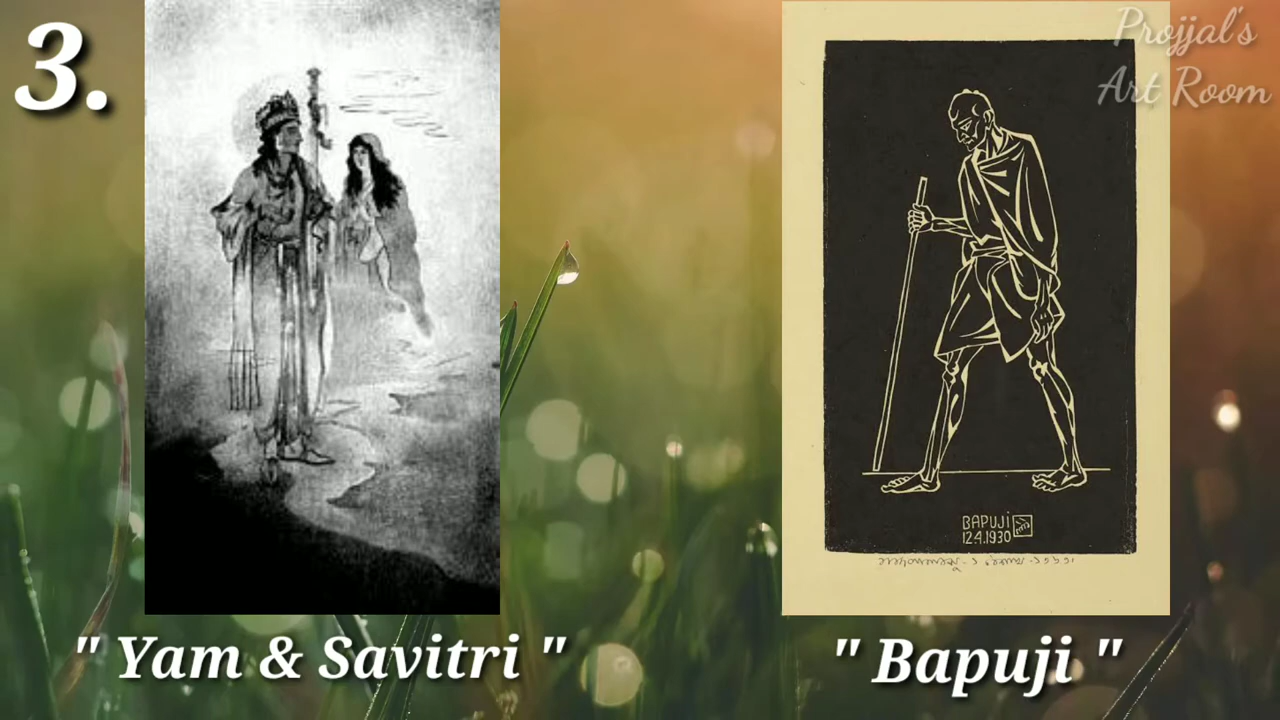 3.
Projjal's
Art Room
BAPUJI
12.4.1930
" Yam & Savitri "
" Bapuji "